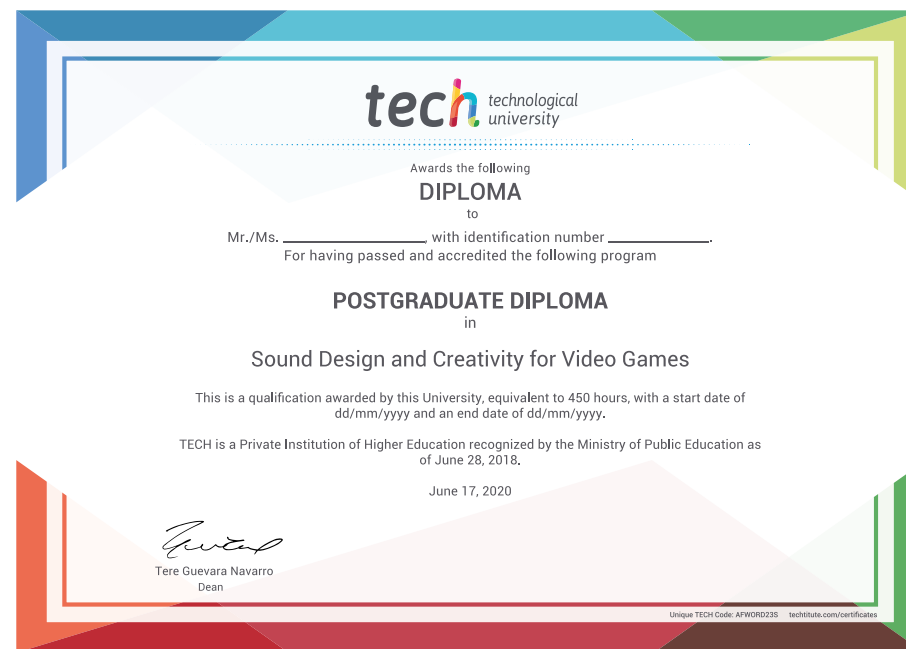 tech technological
university
Awards the following
DIPLOMA
to
Mr./Ms. ____________, with identification number ____________.
For having passed and accredited the following program
POSTGRADUATE DIPLOMA
in
Sound Design and Creativity for Video Games
This is a qualification awarded by this University, equivalent to 450 hours, with a start date of
dd/mm/yyyy and an end date of dd/mm/yyyy.
TECH is a Private Institution of Higher Education recognized by the Ministry of Public Education as
of June 28, 2018.
June 17, 2020
Tere Guevara Navarro
Dean
Unique TECH Code: AFWORD23S techtitute.com/certificates